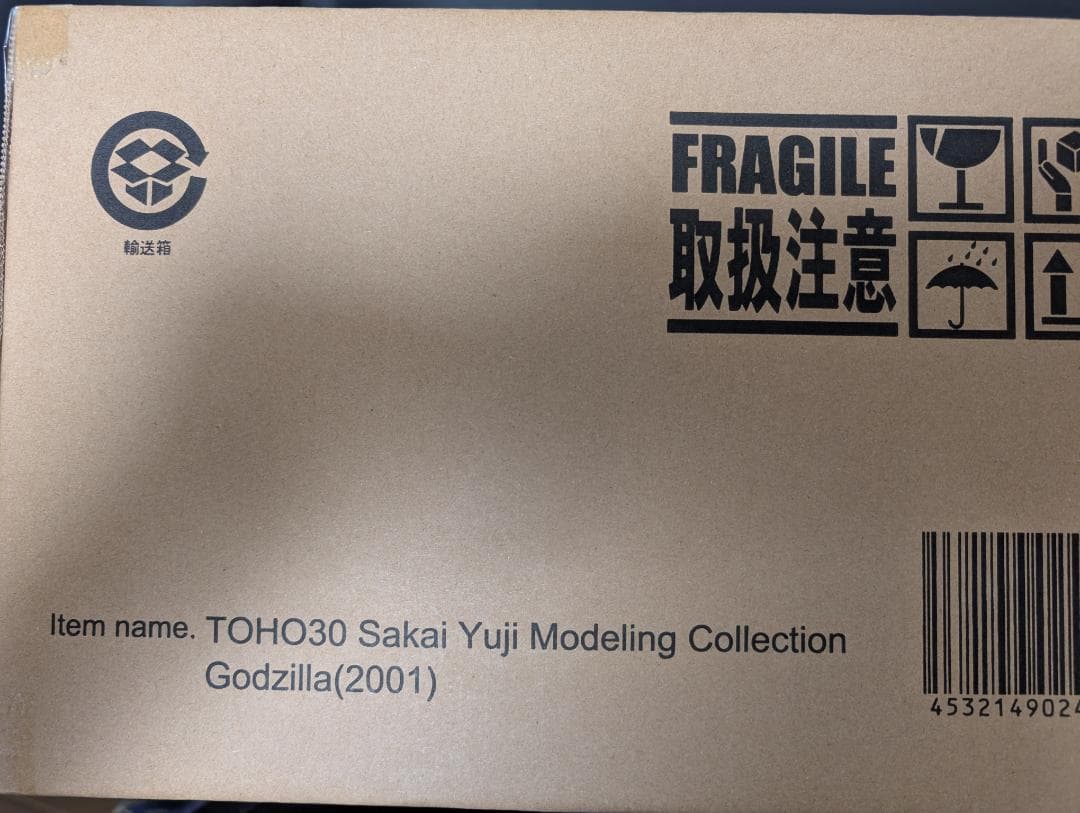 輸送箱
FRAGILE
取扱注意
Item name. TOHO30 Sakai Yuji Modeling Collection
Godzilla(2001)
4532149024